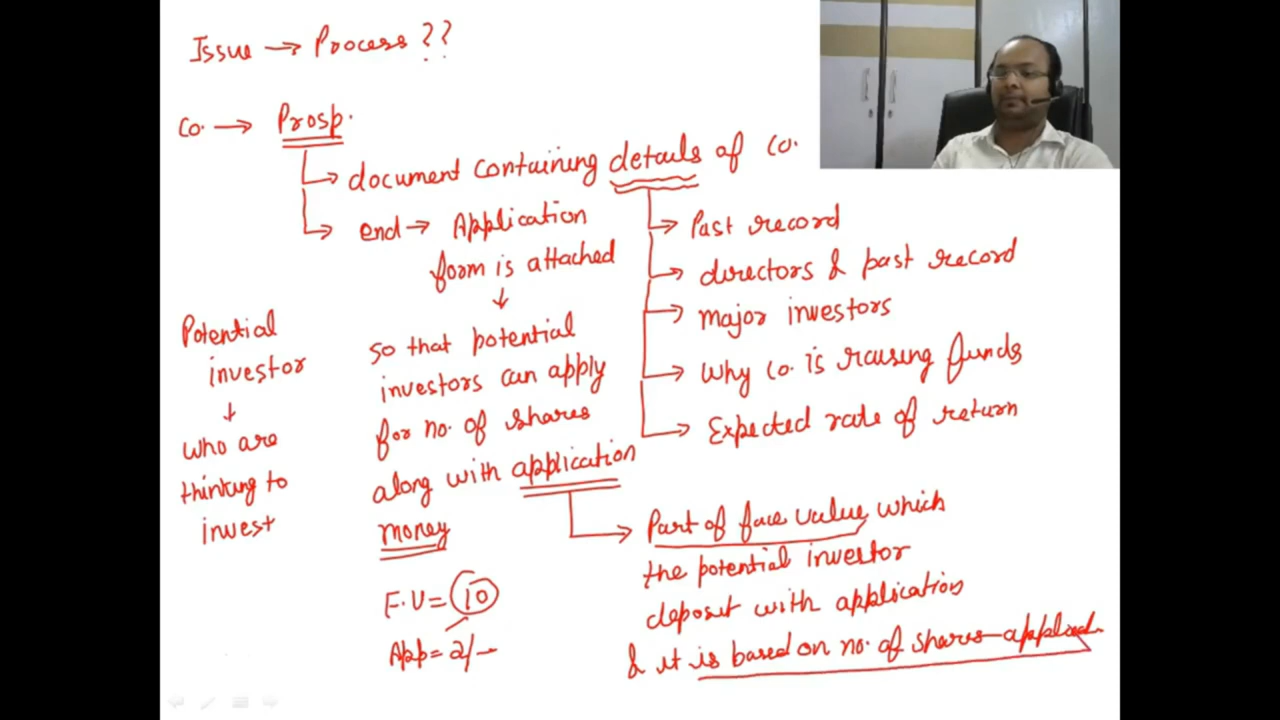 Issue → Process ??
Co. → Prosp.
document containing details of Co.
end → Application
form is attached
so that potential
investors can apply
for no. of shares
along with application
money
F.V = 10
App = 2/-
Potential
investor
who are
thinking to
invest
Past record
directors & past record
major investors
Why Co. is raising funds
Expected rate of return
Part of face value which
the potential investor
deposit with application
& it is based on no. of shares applied.